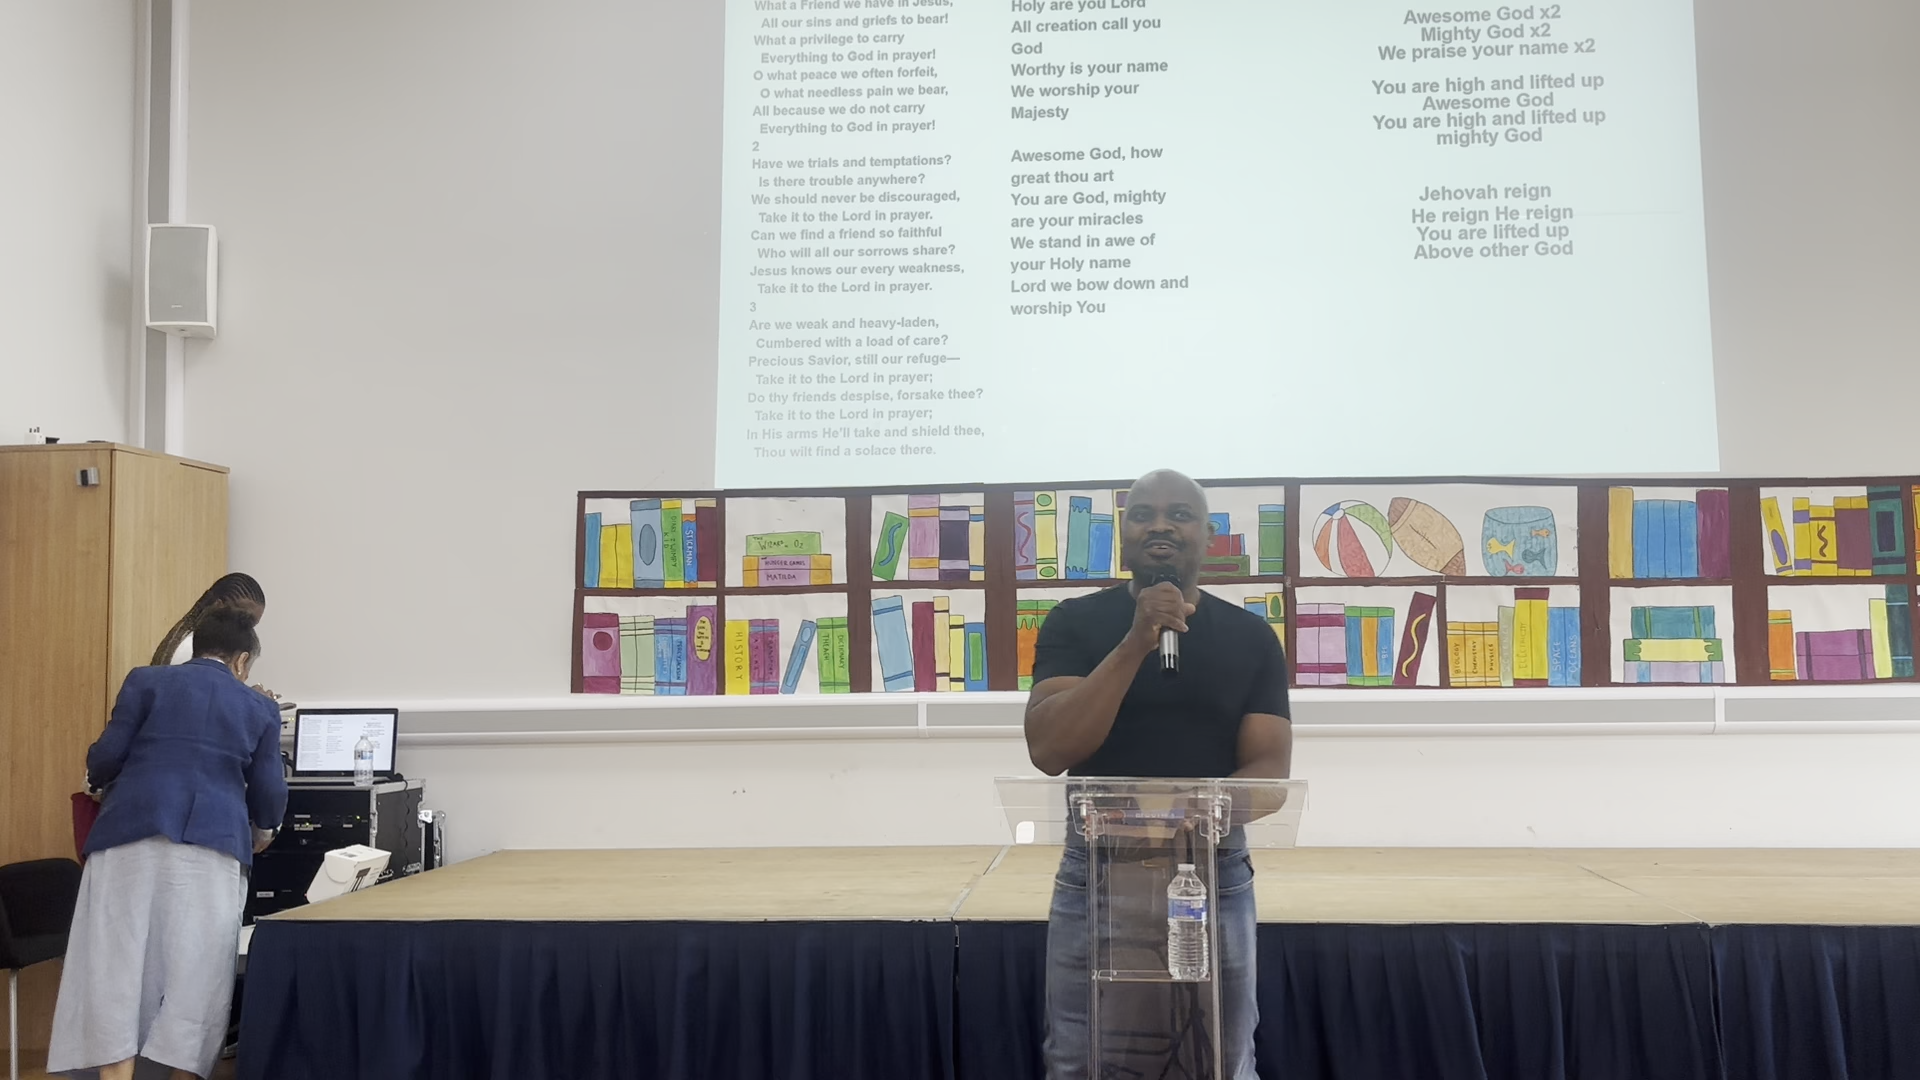 What a Friend we have in Jesus,
All our sins and griefs to bear!
What a privilege to carry
Everything to God in prayer!
O what peace we often forfeit,
O what needless pain we bear,
All because we do not carry
Everything to God in prayer!
2
Have we trials and temptations?
Is there trouble anywhere?
We should never be discouraged,
Take it to the Lord in prayer.
Can we find a friend so faithful
Who will all our sorrows share?
Jesus knows our every weakness,
Take it to the Lord in prayer.
3
Are we weak and heavy-laden,
Cumbered with a load of care?
Precious Savior, still our refuge—
Take it to the Lord in prayer;
Do thy friends despise, forsake thee?
Take it to the Lord in prayer;
In His arms He'll take and shield thee,
Thou wilt find a solace there.
Holy are you Lord
All creation call you
God
Worthy is your name
We worship your
Majesty
Awesome God, how
great thou art
You are God, mighty
are your miracles
We stand in awe of
your Holy name
Lord we bow down and
worship You
Awesome God x2
Mighty God x2
We praise your name x2
You are high and lifted up
Awesome God
You are high and lifted up
mighty God
Jehovah reign
He reign He reign
You are lifted up
Above other God
STICKMAN
HUNGER GAMES
MATILDA
HISTORY
BIOLOGY
CHEMISTRY
PHYSICS
SPACE
OCEANS